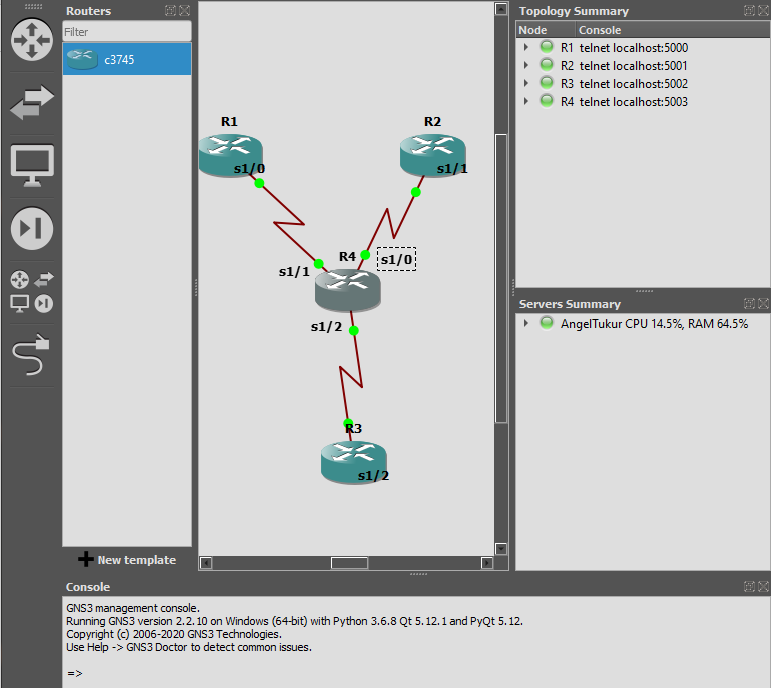 Routers
Filter
c3745
New template
R1
s1/0
R2
s1/1
R4
s1/0
s1/1
s1/2
R3
s1/2
Topology Summary
Node Console
R1 telnet localhost:5000
R2 telnet localhost:5001
R3 telnet localhost:5002
R4 telnet localhost:5003
Servers Summary
AngelTukur CPU 14.5%, RAM 64.5%
Console
GNS3 management console.
Running GNS3 version 2.2.10 on Windows (64-bit) with Python 3.6.8 Qt 5.12.1 and PyQt 5.12.
Copyright (c) 2006-2020 GNS3 Technologies.
Use Help -> GNS3 Doctor to detect common issues.
=>